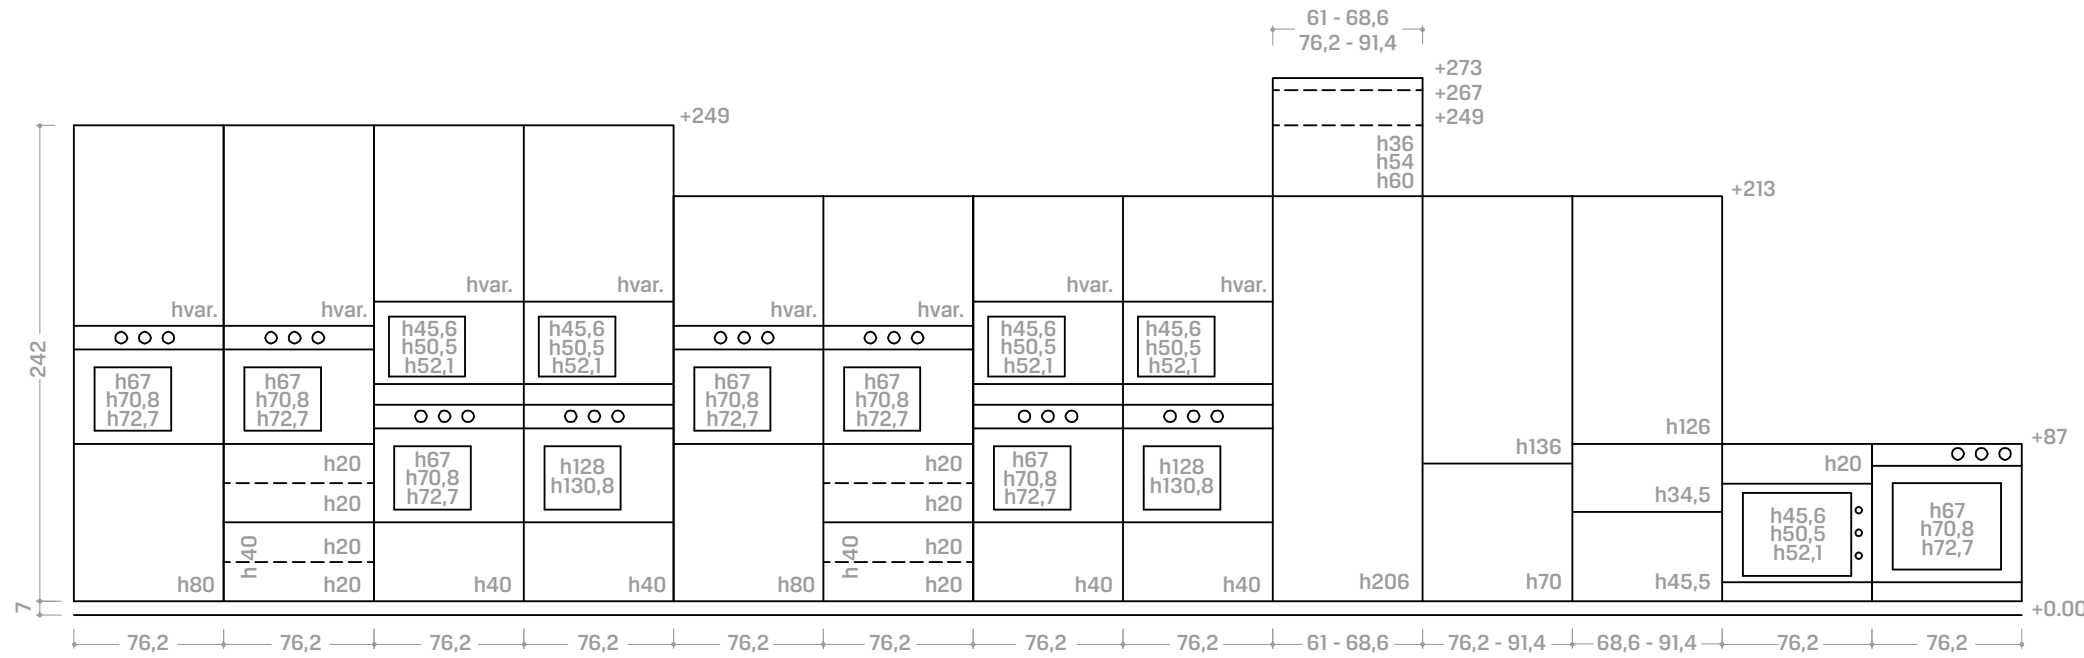 61 - 68,6
76,2 - 91,4
+273
+267
+249
h36
h54
h60
+249
+213
242
7
hvar.
hvar.
hvar.
hvar.
hvar.
hvar.
hvar.
hvar.
h67
h70,8
h72,7
h67
h70,8
h72,7
h45,6
h50,5
h52,1
h45,6
h50,5
h52,1
h67
h70,8
h72,7
h67
h70,8
h72,7
h45,6
h50,5
h52,1
h45,6
h50,5
h52,1
h67
h70,8
h72,7
h128
h130,8
h67
h70,8
h72,7
h128
h130,8
h80
h20
h20
h40
h20
h20
h40
h40
h80
h20
h20
h40
h20
h20
h40
h40
h206
h136
h70
h126
h34,5
h45,5
h20
h45,6
h50,5
h52,1
h67
h70,8
h72,7
+87
+0.00
76,2
76,2
76,2
76,2
76,2
76,2
76,2
76,2
61 - 68,6
76,2 - 91,4
68,6 - 91,4
76,2
76,2